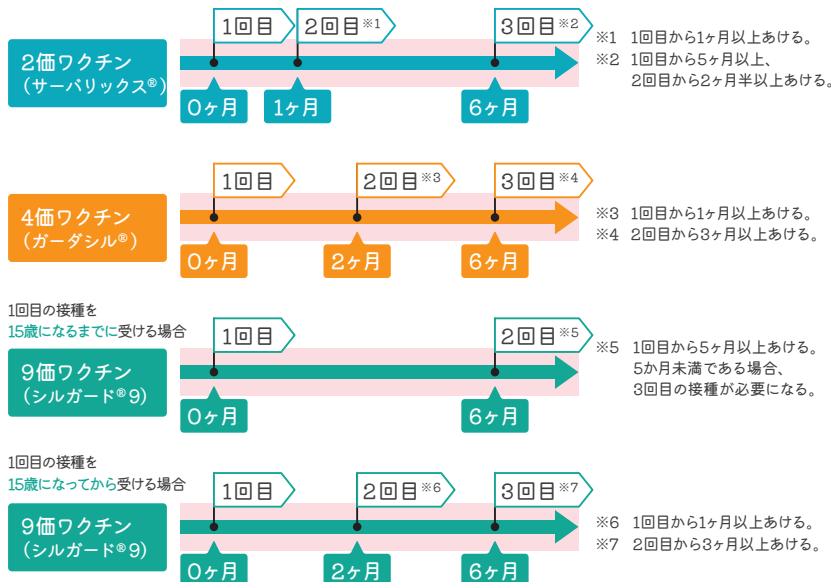 1回目
2回目※1
3回目※2
2価ワクチン
(サーバリックス®)
0ヶ月
1ヶ月
6ヶ月
※1 1回目から1ヶ月以上あける。
※2 1回目から5ヶ月以上、
2回目から2ヶ月半以上あける。
1回目
2回目※3
3回目※4
4価ワクチン
(ガーダシル®)
0ヶ月
2ヶ月
6ヶ月
※3 1回目から1ヶ月以上あける。
※4 2回目から3ヶ月以上あける。
1回目の接種を
15歳になるまでに受ける場合
1回目
2回目※5
9価ワクチン
(シルガード®9)
0ヶ月
6ヶ月
※5 1回目から5ヶ月以上あける。
5か月未満である場合、
3回目の接種が必要になる。
1回目の接種を
15歳になってから受ける場合
1回目
2回目※6
3回目※7
9価ワクチン
(シルガード®9)
0ヶ月
2ヶ月
6ヶ月
※6 1回目から1ヶ月以上あける。
※7 2回目から3ヶ月以上あける。